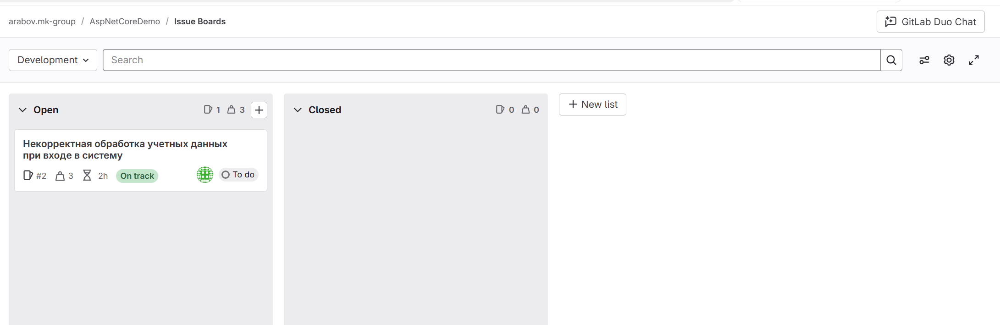 arabov.mk-group / AspNetCoreDemo / Issue Boards
GitLab Duo Chat
Development
Search
Open 1 3
Некорректная обработка учетных данных
при входе в систему
#2 3 2h On track To do
Closed 0 0
New list